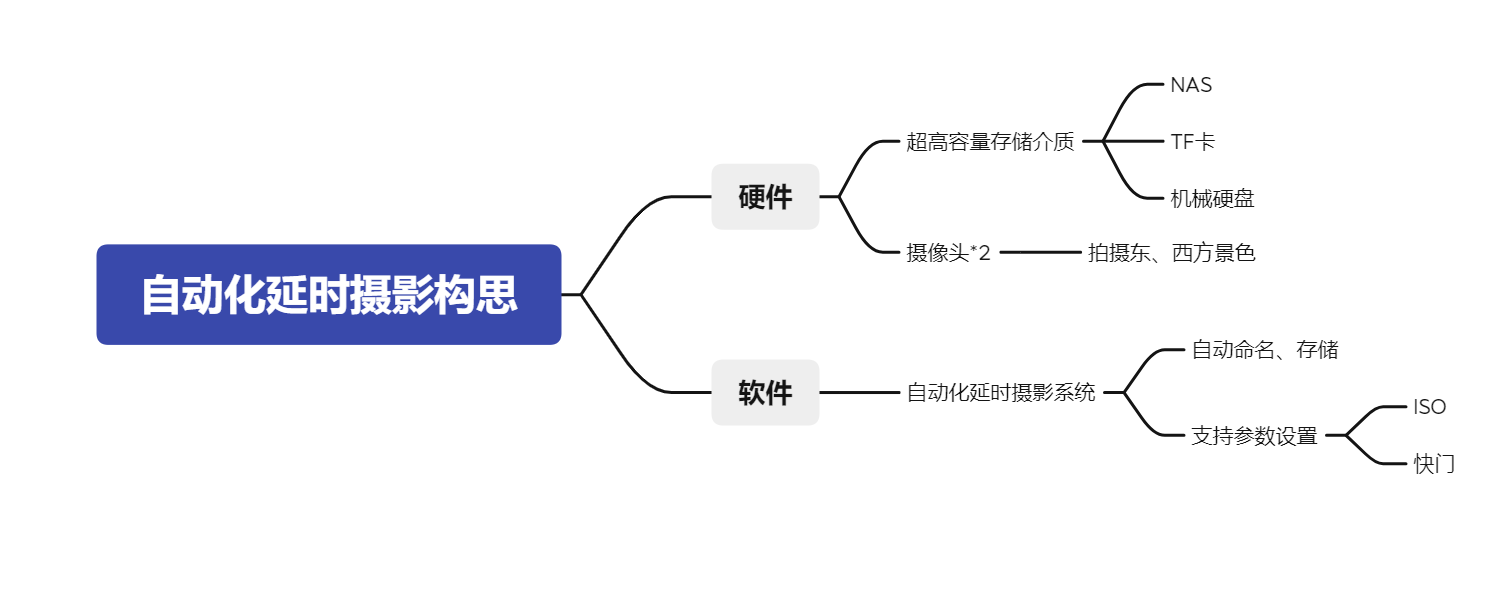 自动化延时摄影构思
硬件
超高容量存储介质
NAS
TF卡
机械硬盘
摄像头*2
拍摄东、西方景色
软件
自动化延时摄影系统
自动命名、存储
支持参数设置
ISO
快门